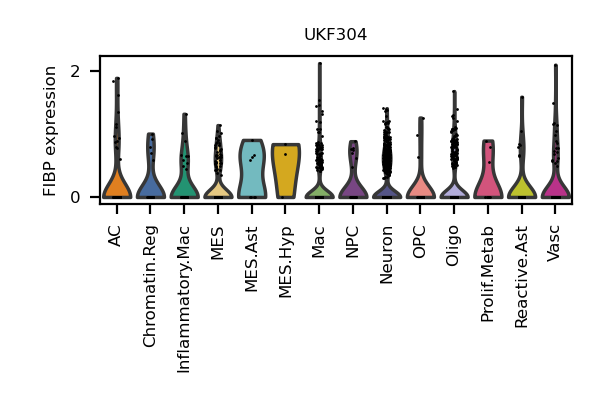 UKF304
FIBP expression
2
0
AC
Chromatin.Reg
Inflammatory.Mac
MES
MES.Ast
MES.Hyp
Mac
NPC
Neuron
OPC
Oligo
Prolif.Metab
Reactive.Ast
Vasc